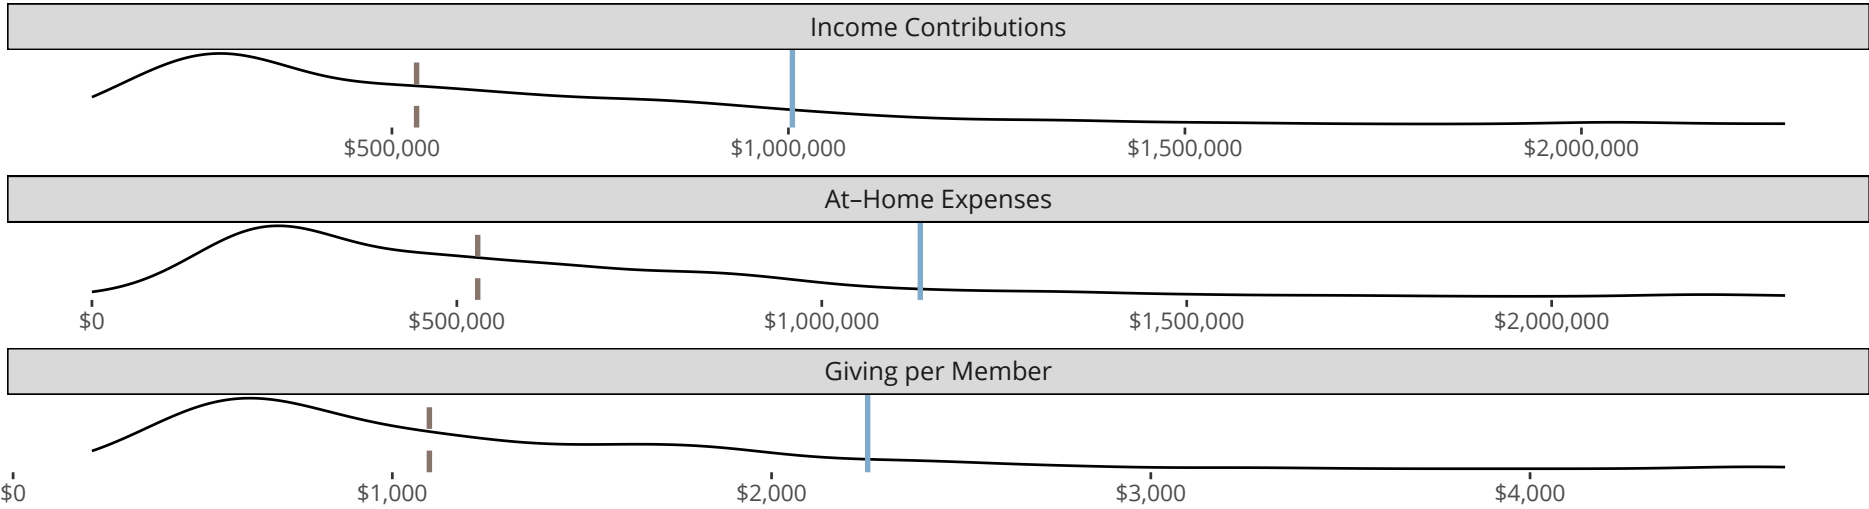 Income Contributions
$500,000 $1,000,000 $1,500,000 $2,000,000
At–Home Expenses
$0 $500,000 $1,000,000 $1,500,000 $2,000,000
Giving per Member
$0 $1,000 $2,000 $3,000 $4,000